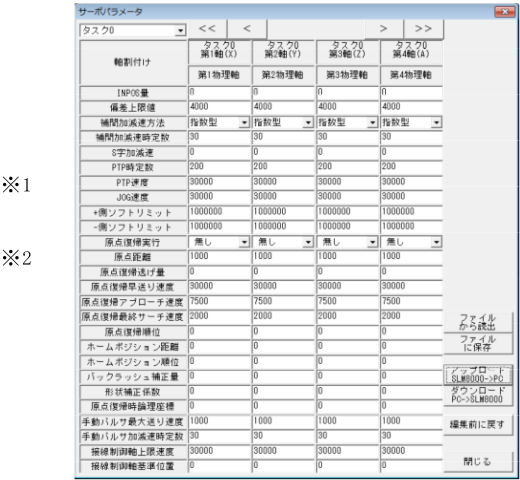 サーボパラメータ
タスク0 << < > >>
軸割付け タスク0 第1軸(X) タスク0 第2軸(Y) タスク0 第3軸(Z) タスク0 第4軸(A)
第1物理軸 第2物理軸 第3物理軸 第4物理軸
INPOS量 0 0 0 0
偏差上限値 4000 4000 4000 4000
補間加減速方法 指数型 指数型 指数型 指数型
補間加減速時定数 30 30 30 30
S字加減速 0 0 0 0
PTP時定数 200 200 200 200
※1 PTP速度 30000 30000 30000 30000
JOG速度 30000 30000 30000 30000
+側ソフトリミット 1000000 1000000 1000000 1000000
-側ソフトリミット 1000000 1000000 1000000 1000000
原点復帰実行 無し 無し 無し 無し
※2 原点距離 1000 1000 1000 1000
原点復帰逃げ量 0 0 0 0
原点復帰早送り速度 30000 30000 30000 30000
原点復帰アプローチ速度 7500 7500 7500 7500
原点復帰最終サーチ速度 2000 2000 2000 2000
原点復帰順位 0 0 0 0
ホームポジション距離 0 0 0 0
ホームポジション順位 0 0 0 0
バックラッシュ補正量 0 0 0 0
形状補正係数 0 0 0 0
原点復帰時論理座標 0 0 0 0
手動パルサ最大送り速度 1000 1000 1000 1000
手動パルサ加減速時定数 30 30 30 30
接線制御軸上限速度 30000 30000 30000 30000
接線制御軸基準位置 0 0 0 0
ファイル
から読出
ファイル
に保存
アップロード
SLM8000->PC
ダウンロード
PC->SLM8000
編集前に戻す
閉じる